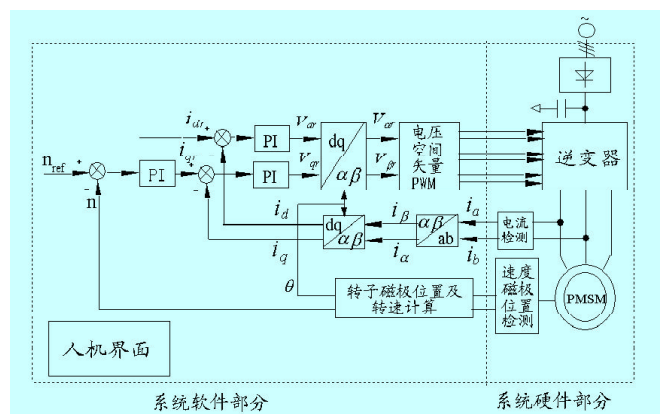 ~
i_dr + PI V_dr dq αβ V_αr 电压空间矢量PWM 逆变器
n_ref + - n PI i_qr + - PI V_qr V_βr
i_d dq αβ i_β αβ ab i_a 电流检测
i_q i_α i_b
θ 转子磁极位置及转速计算 速度磁极位置检测 PMSM
人机界面
系统软件部分 系统硬件部分